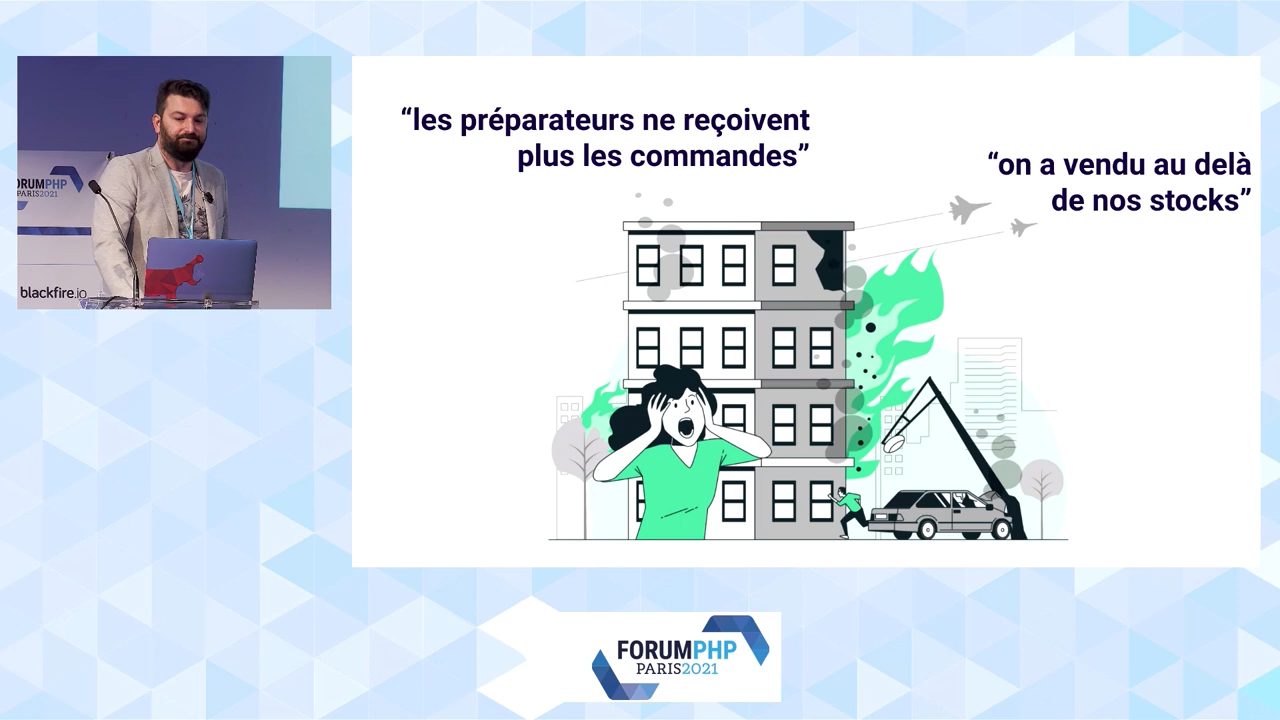 “les préparateurs ne reçoivent
plus les commandes”
“on a vendu au delà
de nos stocks”
ORUMPHP
PARIS2021
blackfire.io
FORUMPHP
PARIS2021